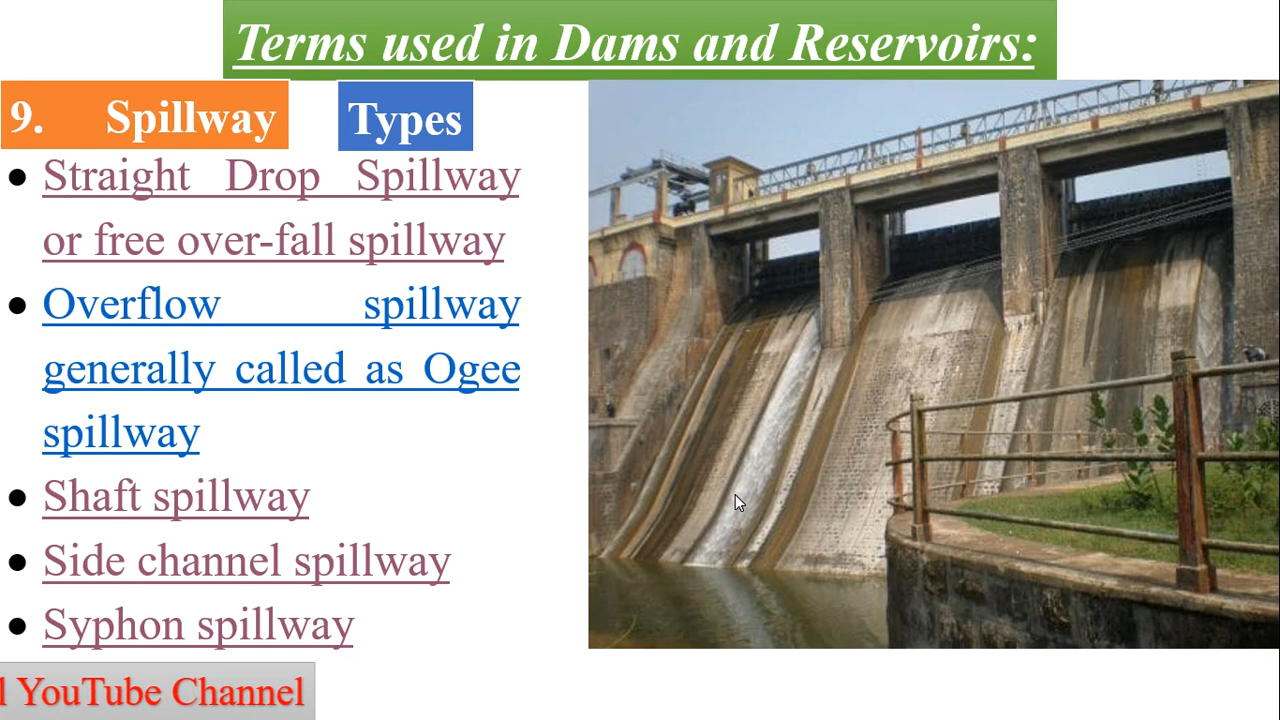 Terms used in Dams and Reservoirs:
9. Spillway Types
• Straight Drop Spillway
or free over-fall spillway
• Overflow spillway
generally called as Ogee
spillway
• Shaft spillway
• Side channel spillway
• Syphon spillway
l YouTube Channel